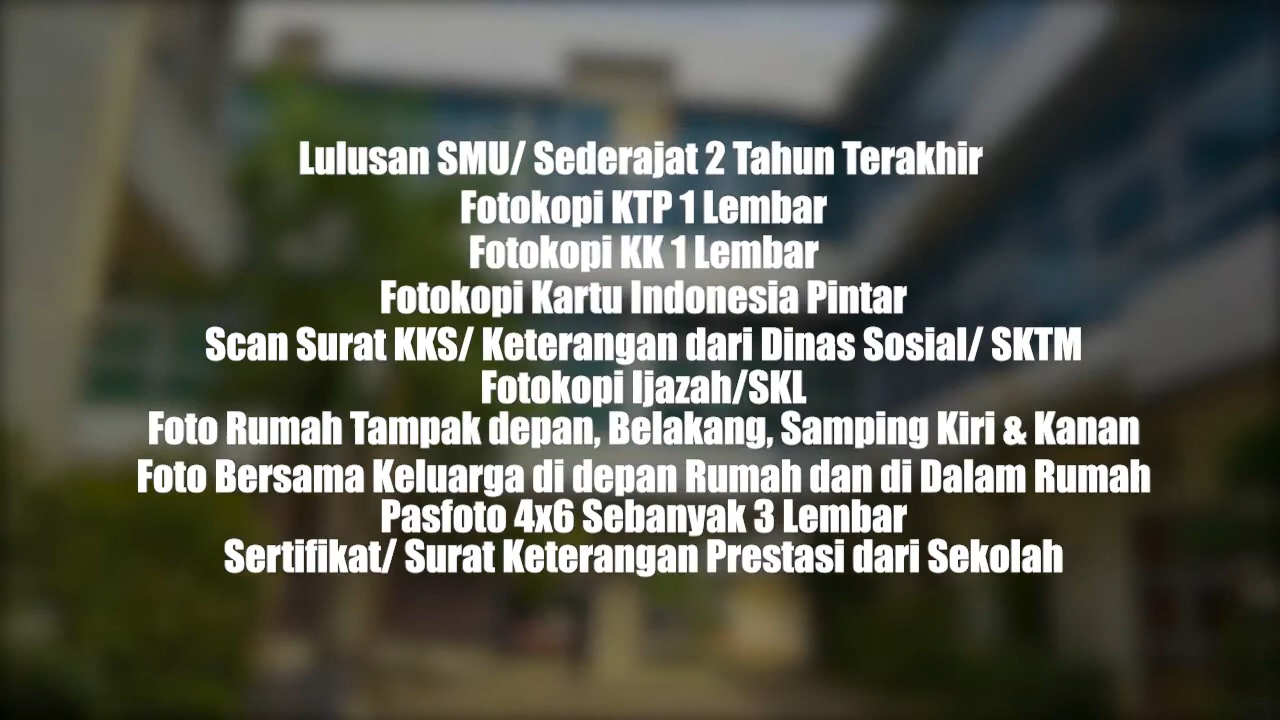 Lulusan SMU/ Sederajat 2 Tahun Terakhir
Fotokopi KTP 1 Lembar
Fotokopi KK 1 Lembar
Fotokopi Kartu Indonesia Pintar
Scan Surat KKS/ Keterangan dari Dinas Sosial/ SKTM
Fotokopi Ijazah/SKL
Foto Rumah Tampak depan, Belakang, Samping Kiri & Kanan
Foto Bersama Keluarga di depan Rumah dan di Dalam Rumah
Pasfoto 4x6 Sebanyak 3 Lembar
Sertifikat/ Surat Keterangan Prestasi dari Sekolah